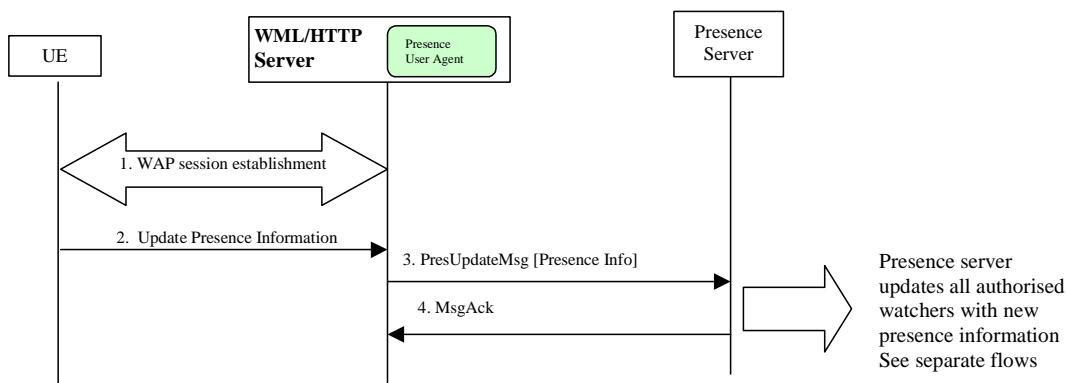 UE
WML/HTTP
Server
Presence
User Agent
Presence
Server
1. WAP session establishment
2. Update Presence Information
3. PresUpdateMsg [Presence Info]
4. MsgAck
Presence server
updates all authorised
watchers with new
presence information
See separate flows